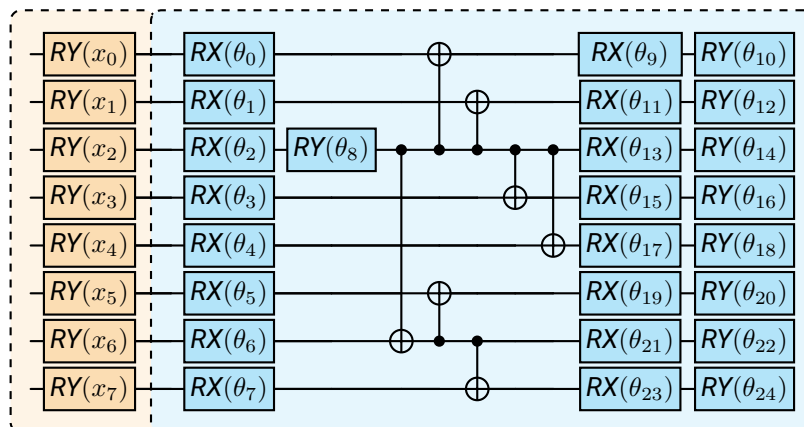 RY(x₀) RX(θ₀) RX(θ₉) RY(θ₁₀)
RY(x₁) RX(θ₁) RX(θ₁₁) RY(θ₁₂)
RY(x₂) RX(θ₂) RY(θ₈) RX(θ₁₃) RY(θ₁₄)
RY(x₃) RX(θ₃) RX(θ₁₅) RY(θ₁₆)
RY(x₄) RX(θ₄) RX(θ₁₇) RY(θ₁₈)
RY(x₅) RX(θ₅) RX(θ₁₉) RY(θ₂₀)
RY(x₆) RX(θ₆) RX(θ₂₁) RY(θ₂₂)
RY(x₇) RX(θ₇) RX(θ₂₃) RY(θ₂₄)